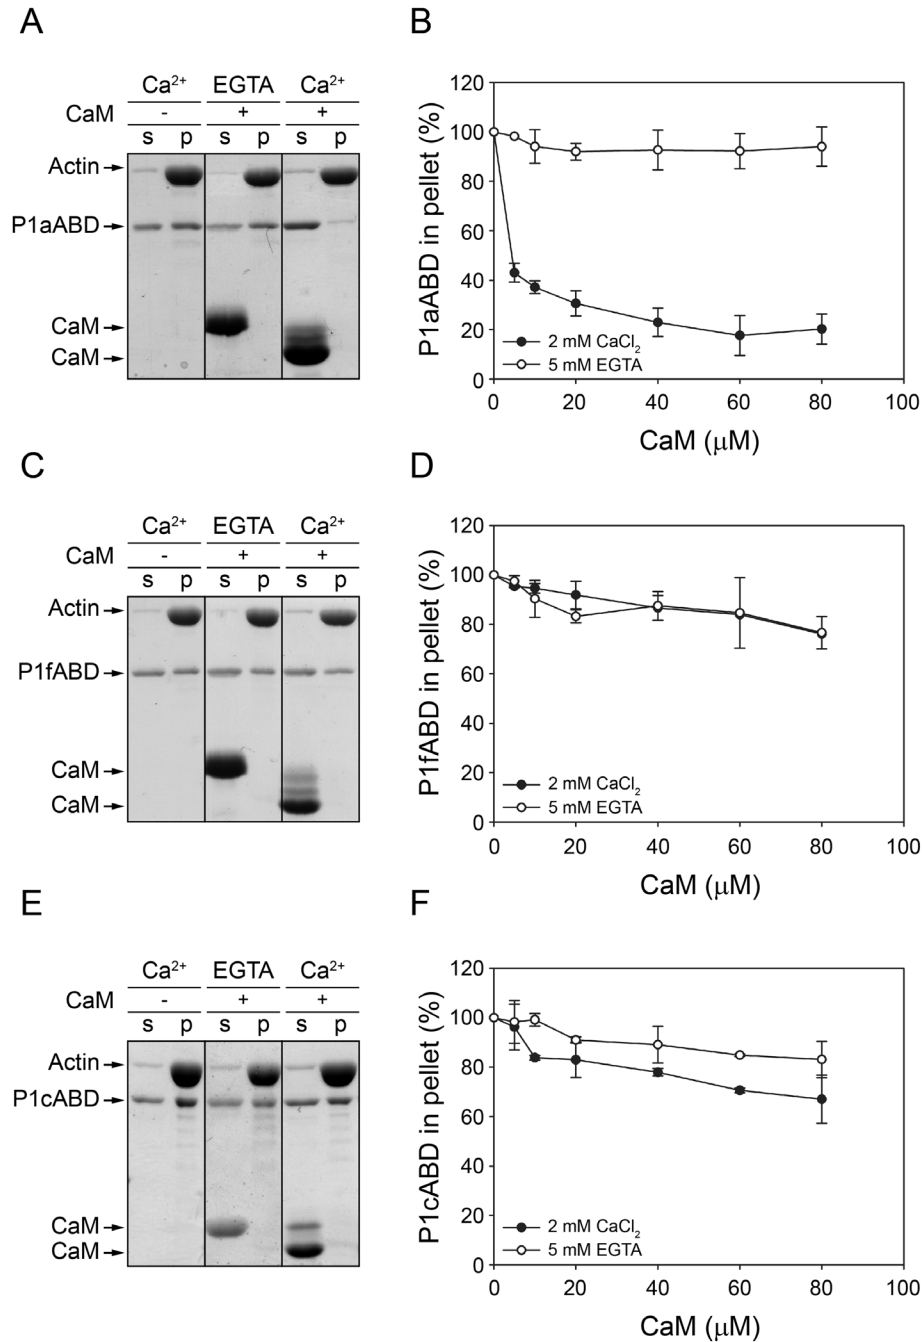 A
Ca²⁺ EGTA Ca²⁺
CaM - + +
s p s p s p
Actin
P1aABD
CaM
CaM
B
P1aABD in pellet (%)
120
100
80
60
40
20
0
2 mM CaCl₂
5 mM EGTA
0 20 40 60 80 100
CaM (μM)
C
Ca²⁺ EGTA Ca²⁺
CaM - + +
s p s p s p
Actin
P1fABD
CaM
CaM
D
P1fABD in pellet (%)
120
100
80
60
40
20
0
2 mM CaCl₂
5 mM EGTA
0 20 40 60 80 100
CaM (μM)
E
Ca²⁺ EGTA Ca²⁺
CaM - + +
s p s p s p
Actin
P1cABD
CaM
CaM
F
P1cABD in pellet (%)
120
100
80
60
40
20
0
2 mM CaCl₂
5 mM EGTA
0 20 40 60 80 100
CaM (μM)